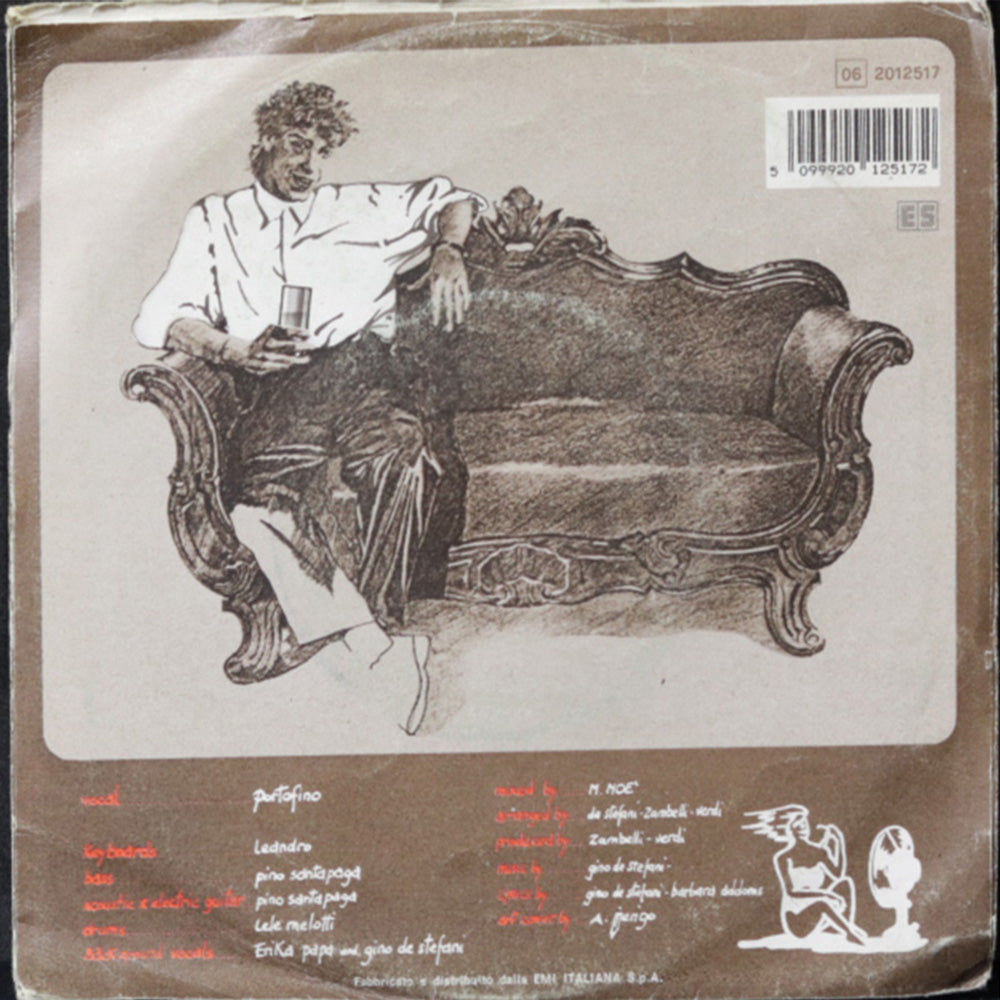 06 2012517
5 099920 125172
ES
vocal portofino
keyboards Leandro
bass pino santapaga
acoustic & electric guitar pino santapaga
drums Lele melotti
Back ground vocals Erika papa and gino de stefani
mixed by M. NOE'
arranged by de stefani-Zambelli-verdi
produced by Zambelli-verdi
music by gino de stefani-
lyrics by gino de stefani-barbara addoms
art cover by A.
Fabbricato e distribuito dalla EMI ITALIANA S.p.A.